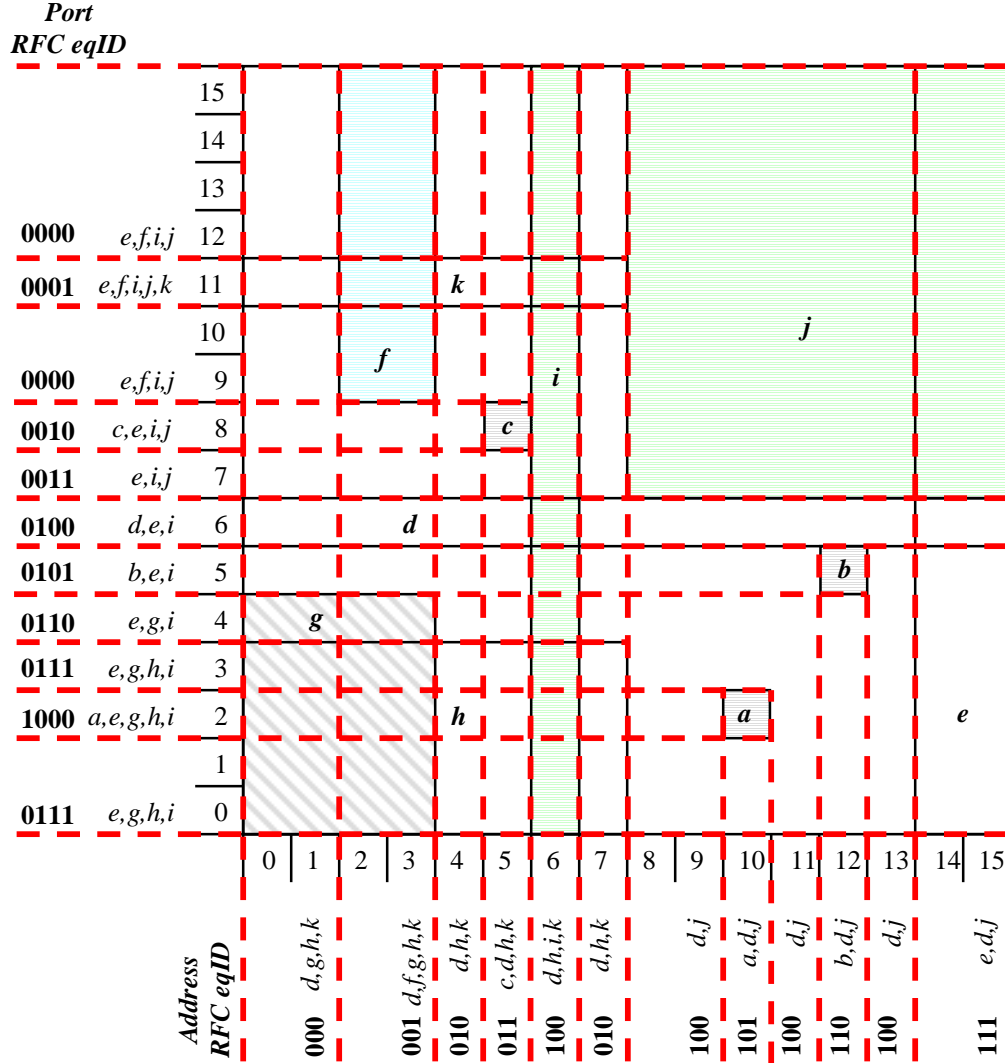 Port
RFC eqID
15
14
13
0000 e,f,i,j 12
0001 e,f,i,j,k 11 k
10 j
f
0000 e,f,i,j 9 i
0010 c,e,i,j 8 c
0011 e,i,j 7
0100 d,e,i 6 d
0101 b,e,i 5 b
0110 e,g,i 4 g
0111 e,g,h,i 3
1000 a,e,g,h,i 2 h a e
1
0111 e,g,h,i 0
0 1 2 3 4 5 6 7 8 9 10 11 12 13 14 15
d,g,h,k d,f,g,h,k d,h,k c,d,h,k d,h,i,k d,h,k d,j a,d,j d,j b,d,j d,j e,d,j
Address
RFC eqID
000 001 010 011 100 010 100 101 100 110 100 111